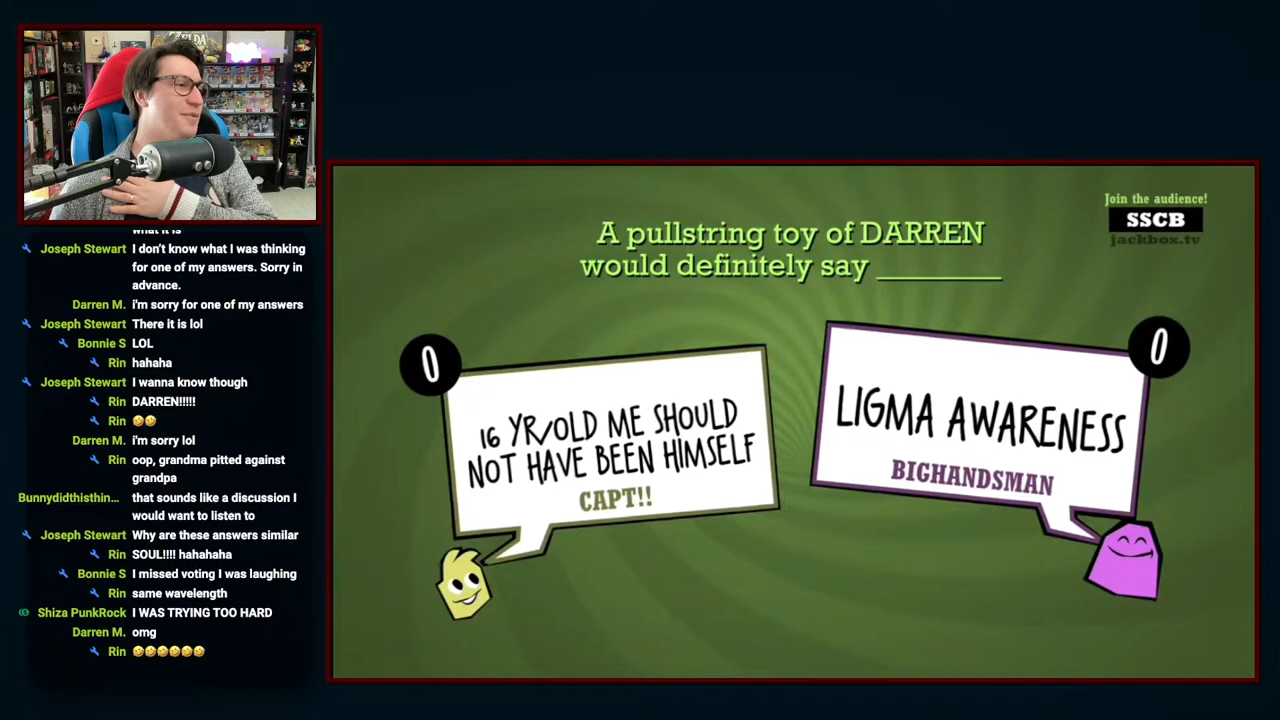 what it is
Joseph Stewart I don't know what I was thinking
for one of my answers. Sorry in
advance.
Darren M. i'm sorry for one of my answers
Joseph Stewart There it is lol
Bonnie S LOL
Rin hahaha
Joseph Stewart I wanna know though
Rin DARREN!!!!!
Rin 🤣🤣
Darren M. i'm sorry lol
Rin oop, grandma pitted against
grandpa
Bunnydidthisthin... that sounds like a discussion I
would want to listen to
Joseph Stewart Why are these answers similar
Rin SOUL!!!! hahahaha
Bonnie S I missed voting I was laughing
Rin same wavelength
Shiza PunkRock I WAS TRYING TOO HARD
Darren M. omg
Rin 🤣🤣🤣🤣🤣🤣
Join the audience!
SSCB
jackbox.tv
A pullstring toy of DARREN
would definitely say ________
0
16 YR/OLD ME SHOULD
NOT HAVE BEEN HIMSELF
CAPT!!
0
LIGMA AWARENESS
BIGHANDSMAN